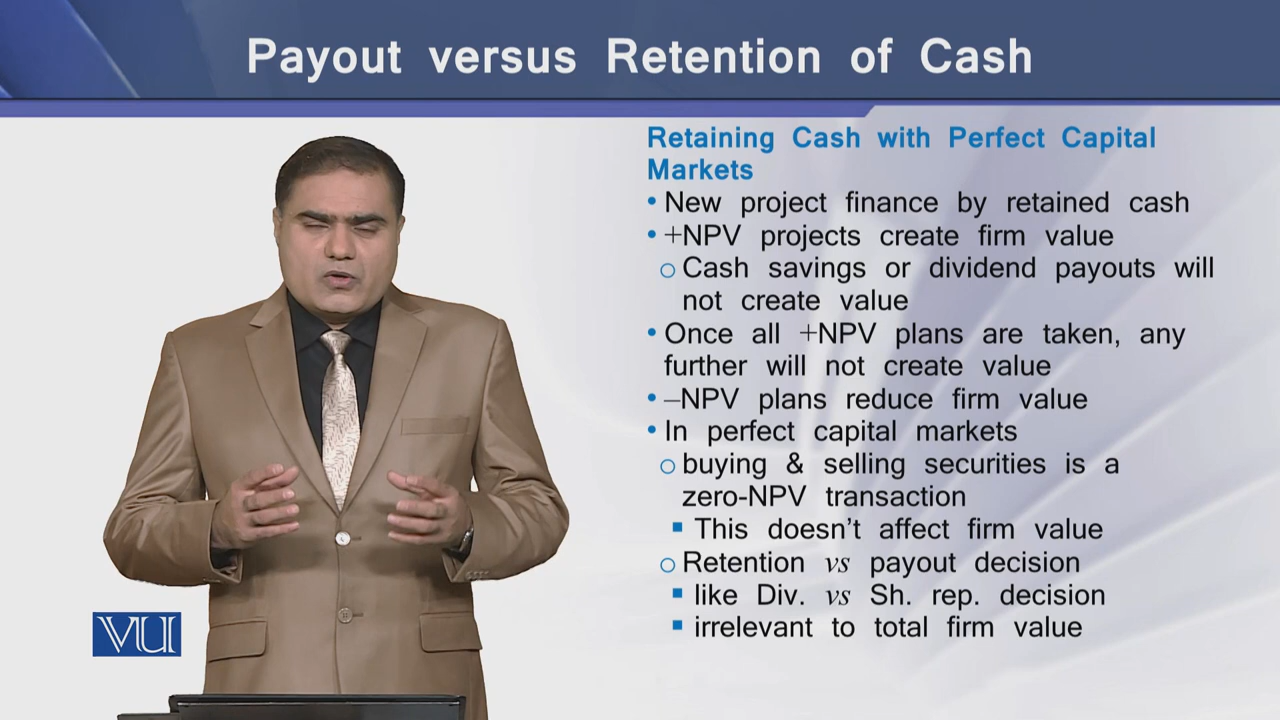 Payout versus Retention of Cash
Retaining Cash with Perfect Capital
Markets
• New project finance by retained cash
• +NPV projects create firm value
o Cash savings or dividend payouts will
not create value
• Once all +NPV plans are taken, any
further will not create value
• –NPV plans reduce firm value
• In perfect capital markets
o buying & selling securities is a
zero-NPV transaction
▪ This doesn’t affect firm value
o Retention vs payout decision
▪ like Div. vs Sh. rep. decision
▪ irrelevant to total firm value
VU